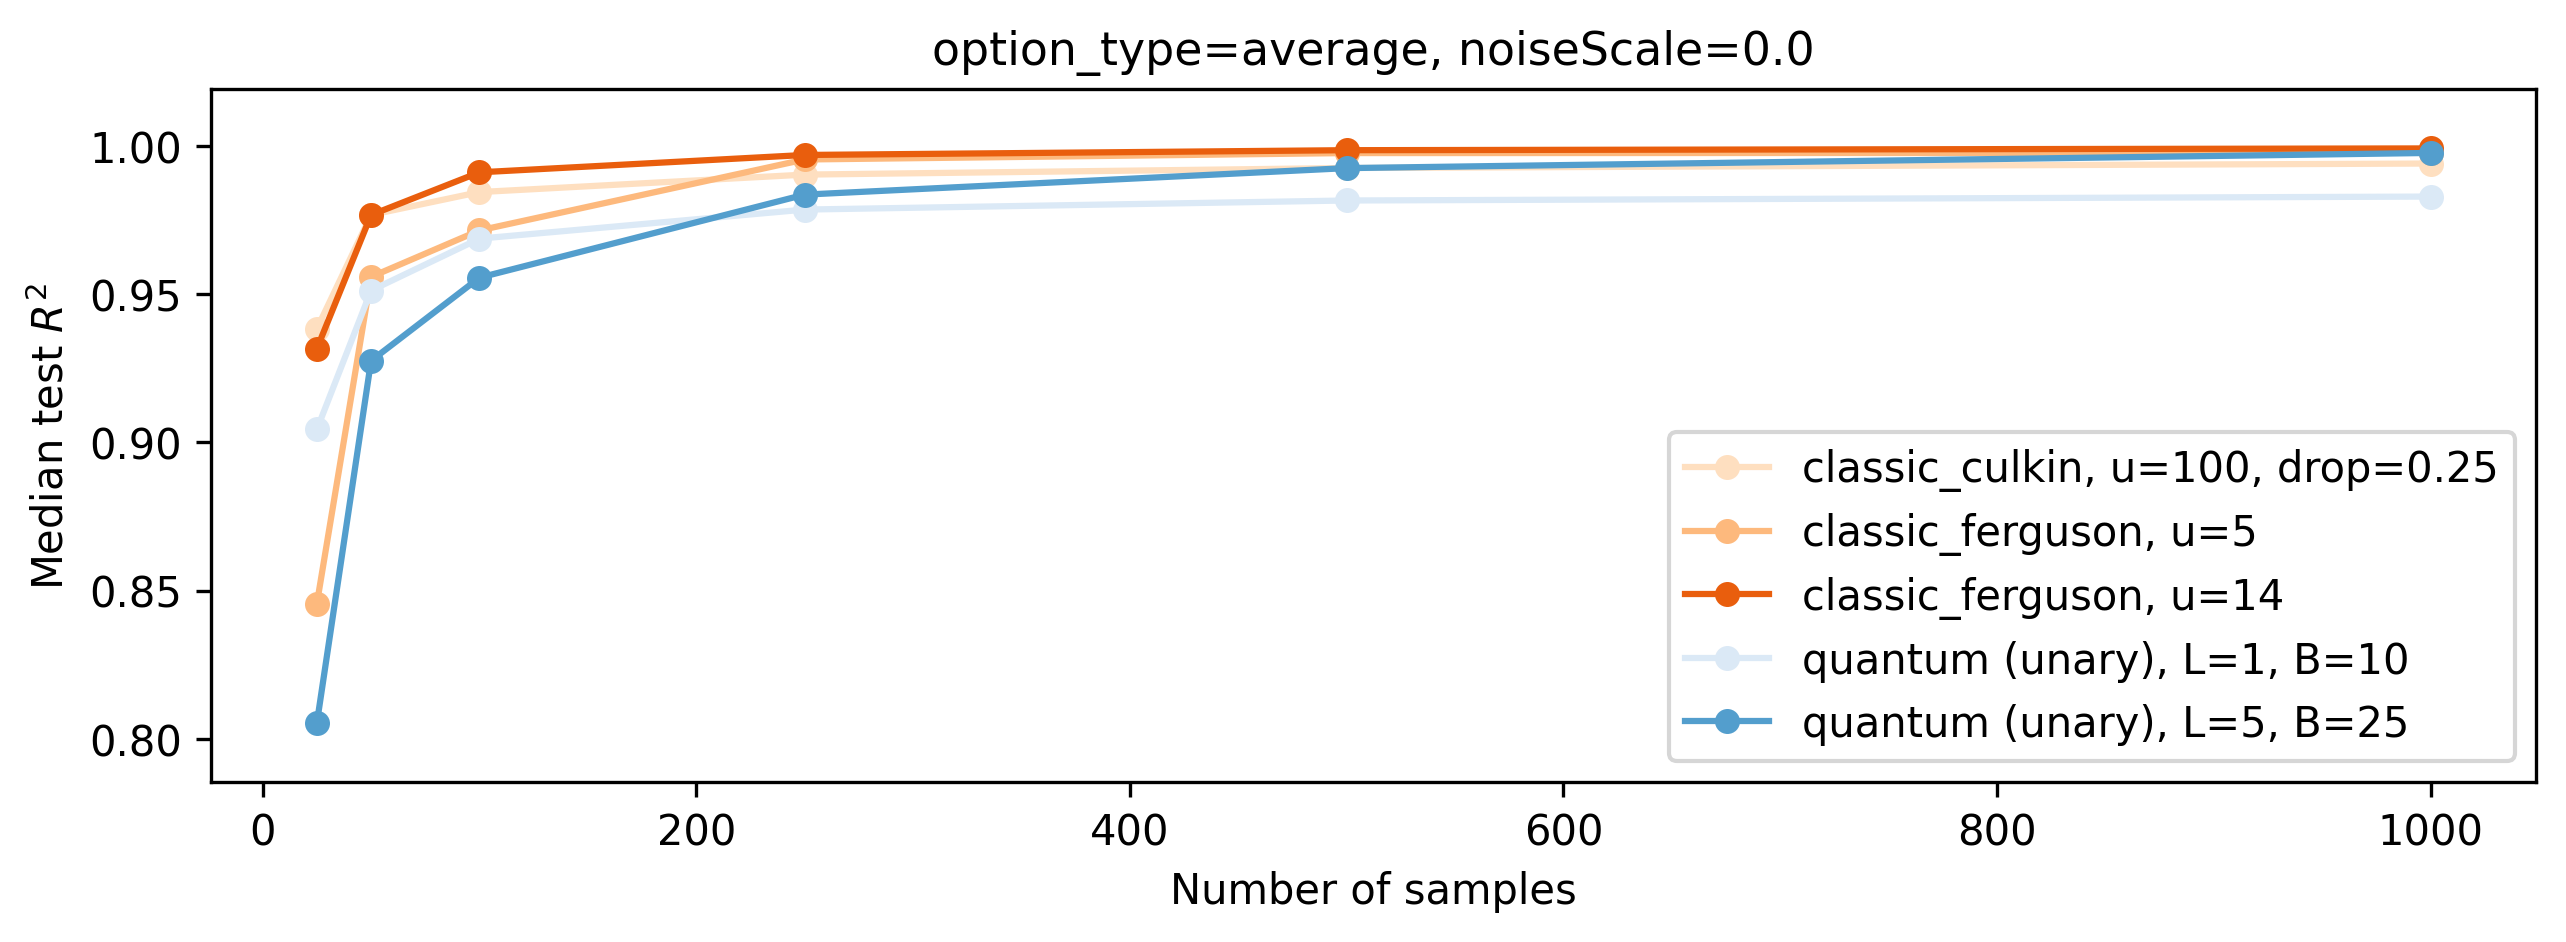 option_type=average, noiseScale=0.0
Median test R²
1.00
0.95
0.90
0.85
0.80
classic_culkin, u=100, drop=0.25
classic_ferguson, u=5
classic_ferguson, u=14
quantum (unary), L=1, B=10
quantum (unary), L=5, B=25
0 200 400 600 800 1000
Number of samples